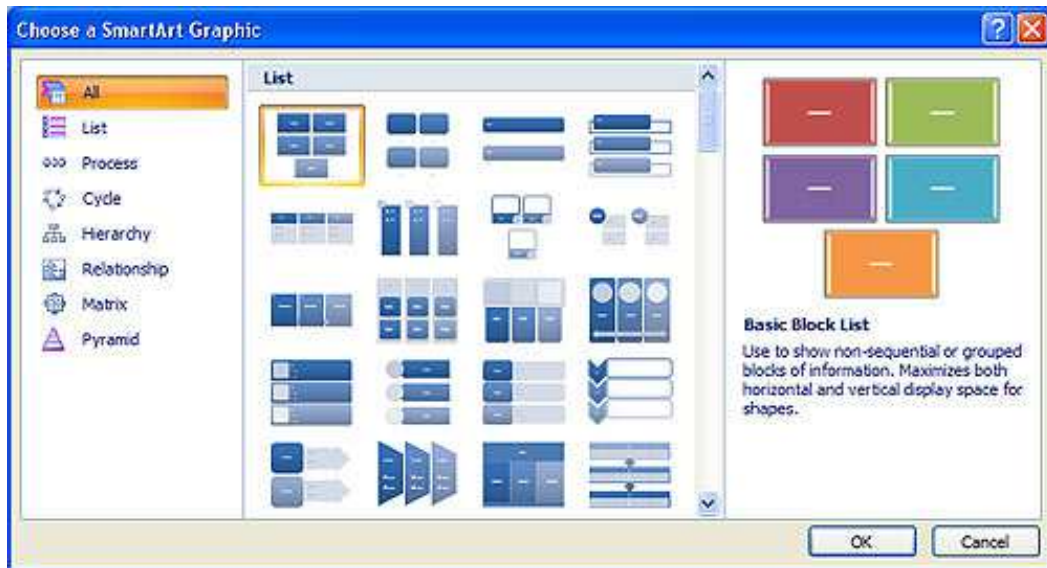 Choose a SmartArt Graphic
All
List
Process
Cycle
Hierarchy
Relationship
Matrix
Pyramid
List
Basic Block List
Use to show non-sequential or grouped
blocks of information. Maximizes both
horizontal and vertical display space for
shapes.
OK
Cancel